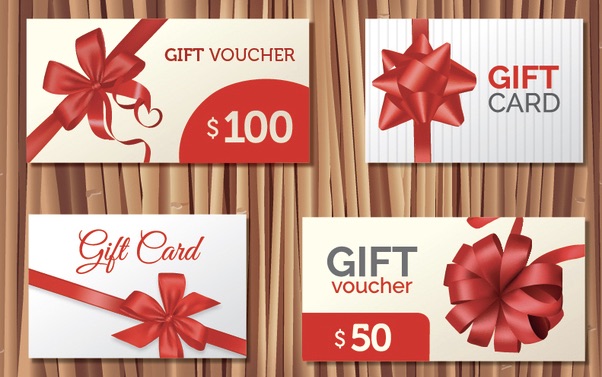 GIFT VOUCHER
$100
GIFT
CARD
Gift Card
GIFT
voucher
$50